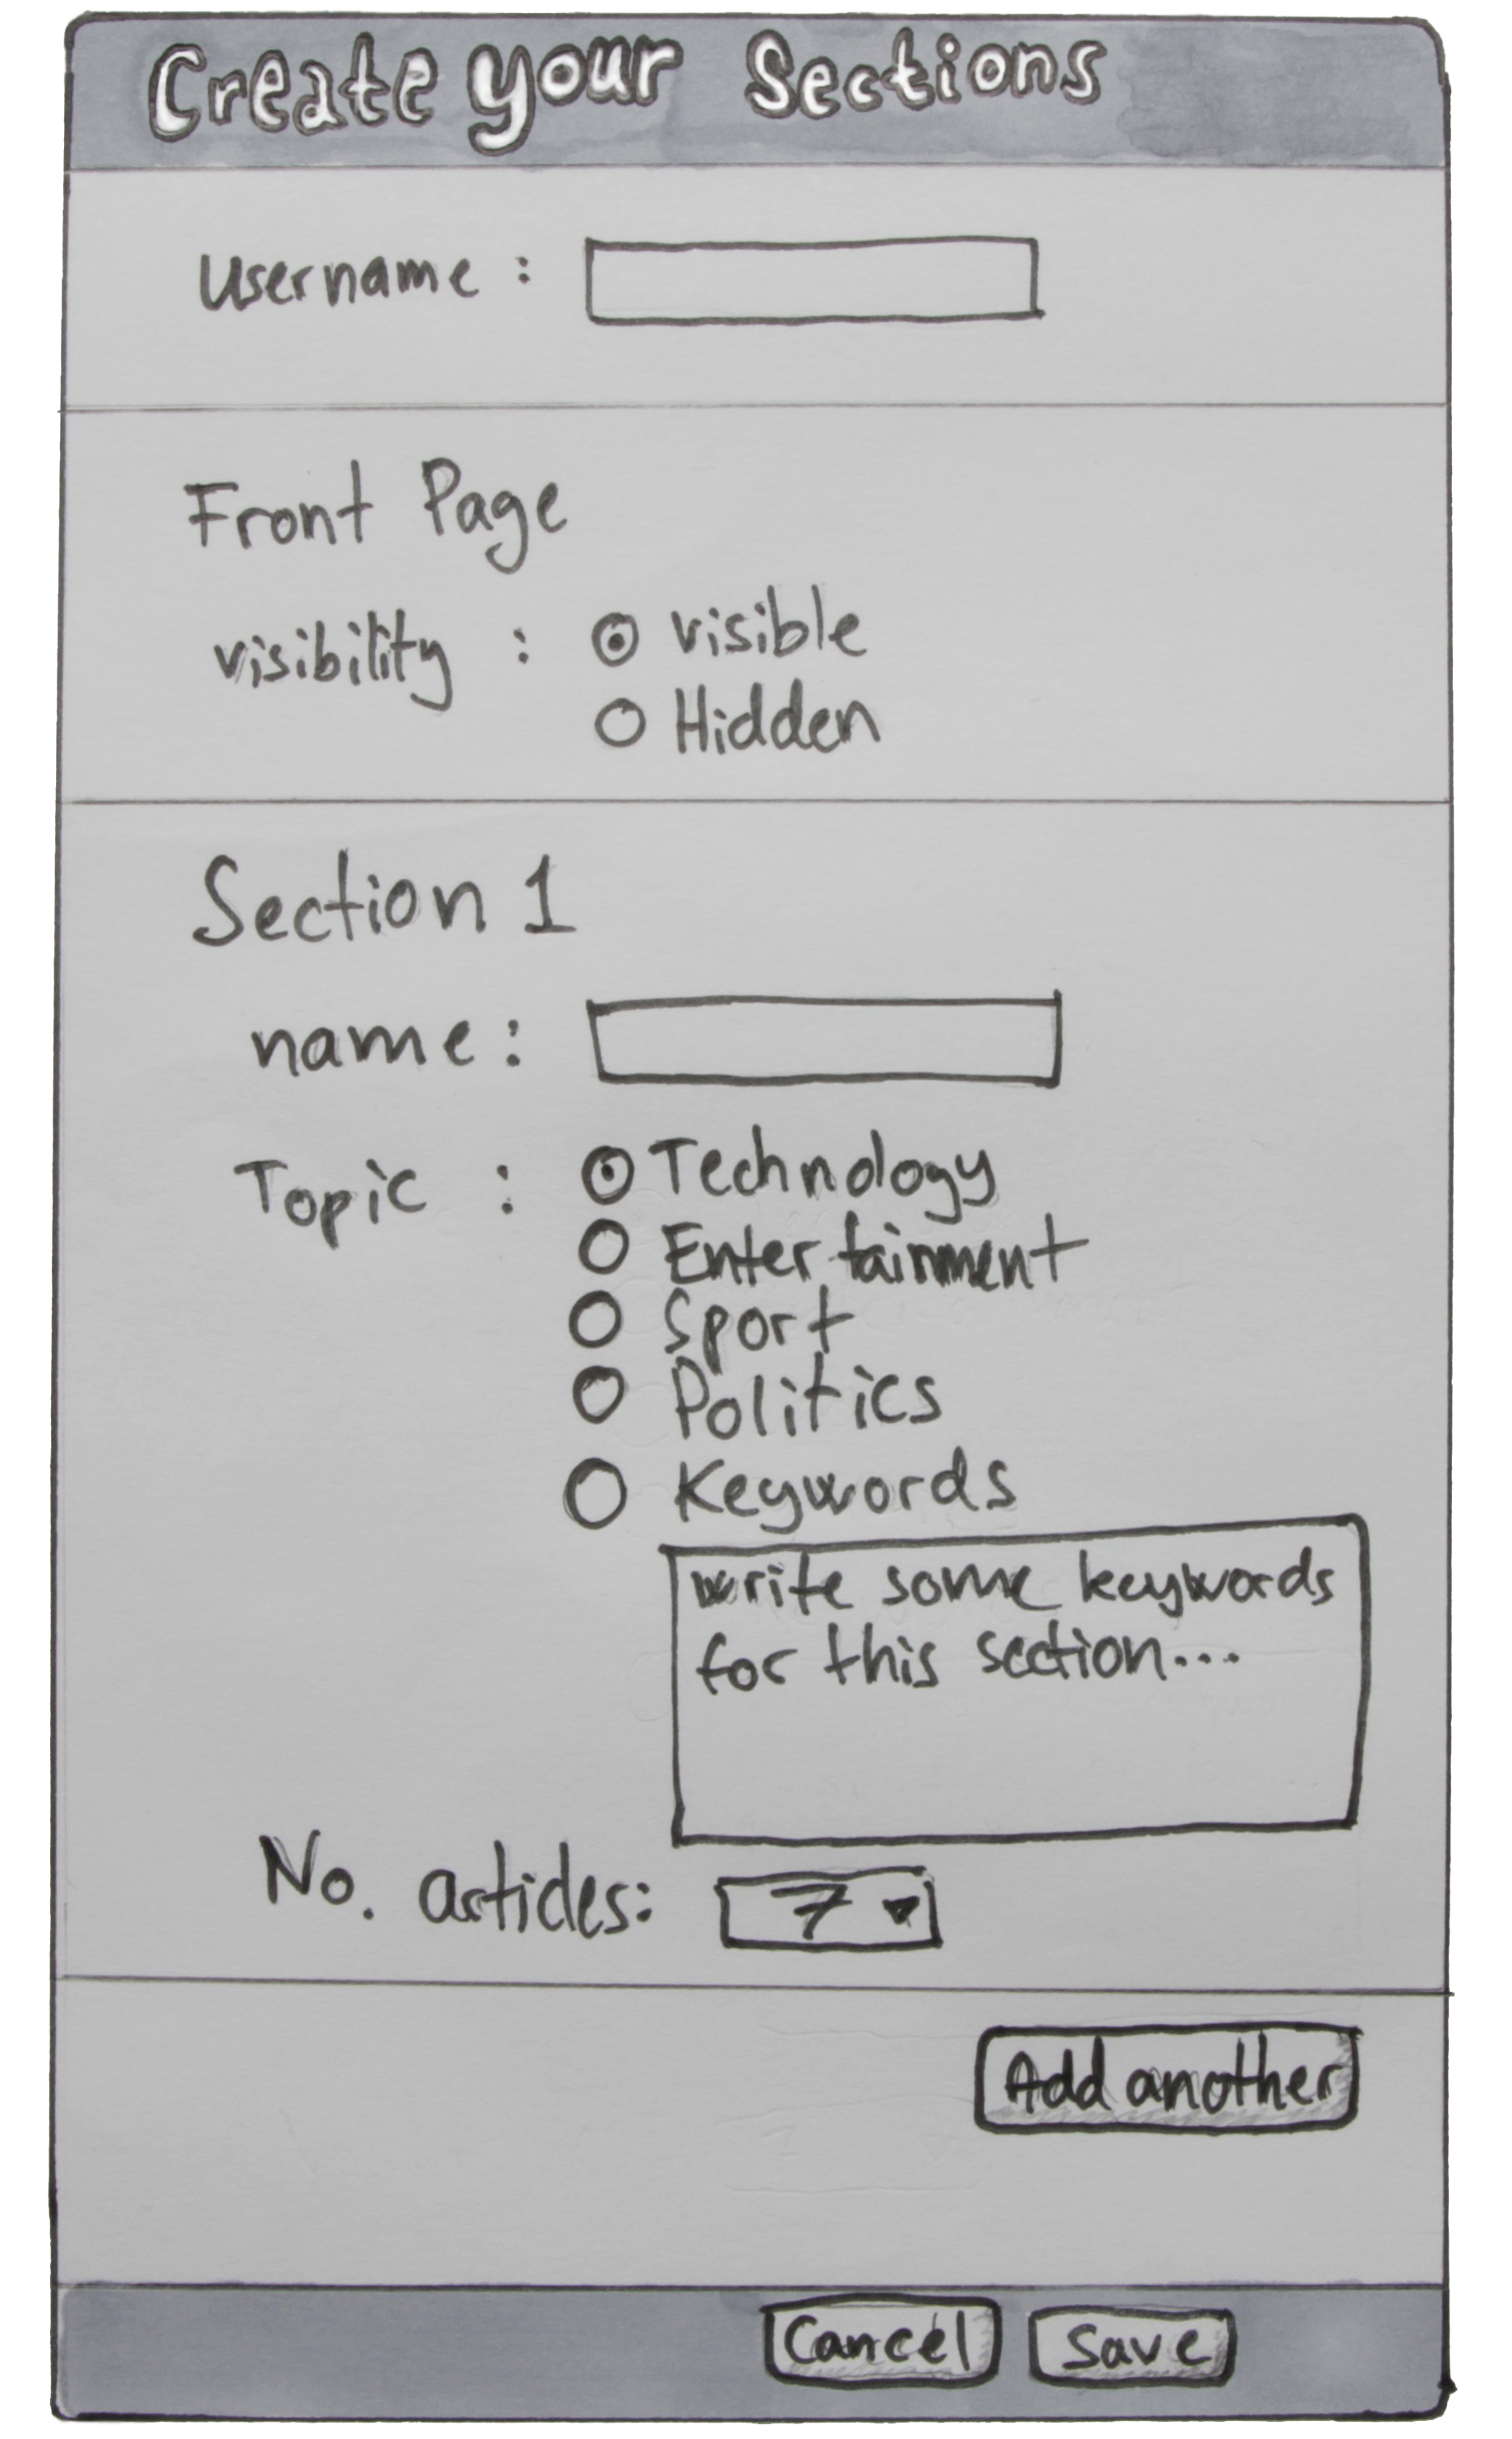 Create your Sections
Username :
Front Page
visibility : visible
Hidden
Section 1
name :
Topic : Technology
Entertainment
Sport
Politics
Keywords
write some keywords
for this section...
No. articles: 7
Add another
Cancel Save